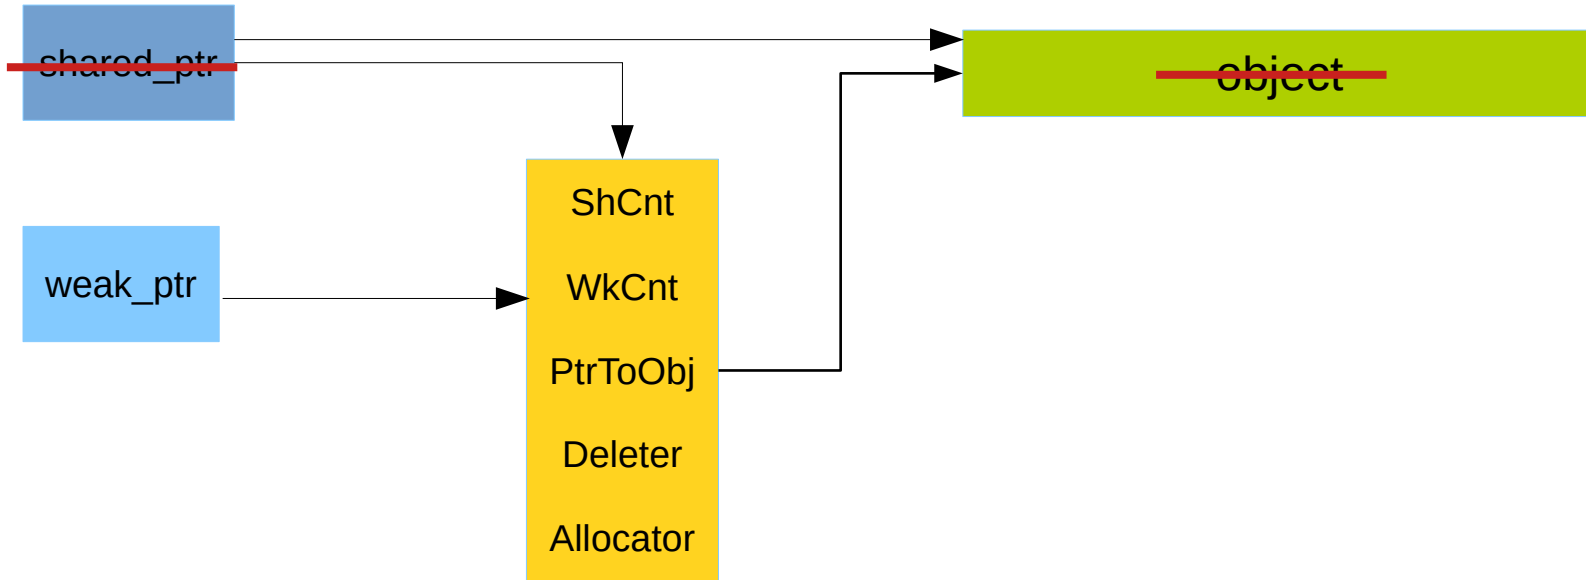 shared_ptr
object
ShCnt
weak_ptr
WkCnt
PtrToObj
Deleter
Allocator